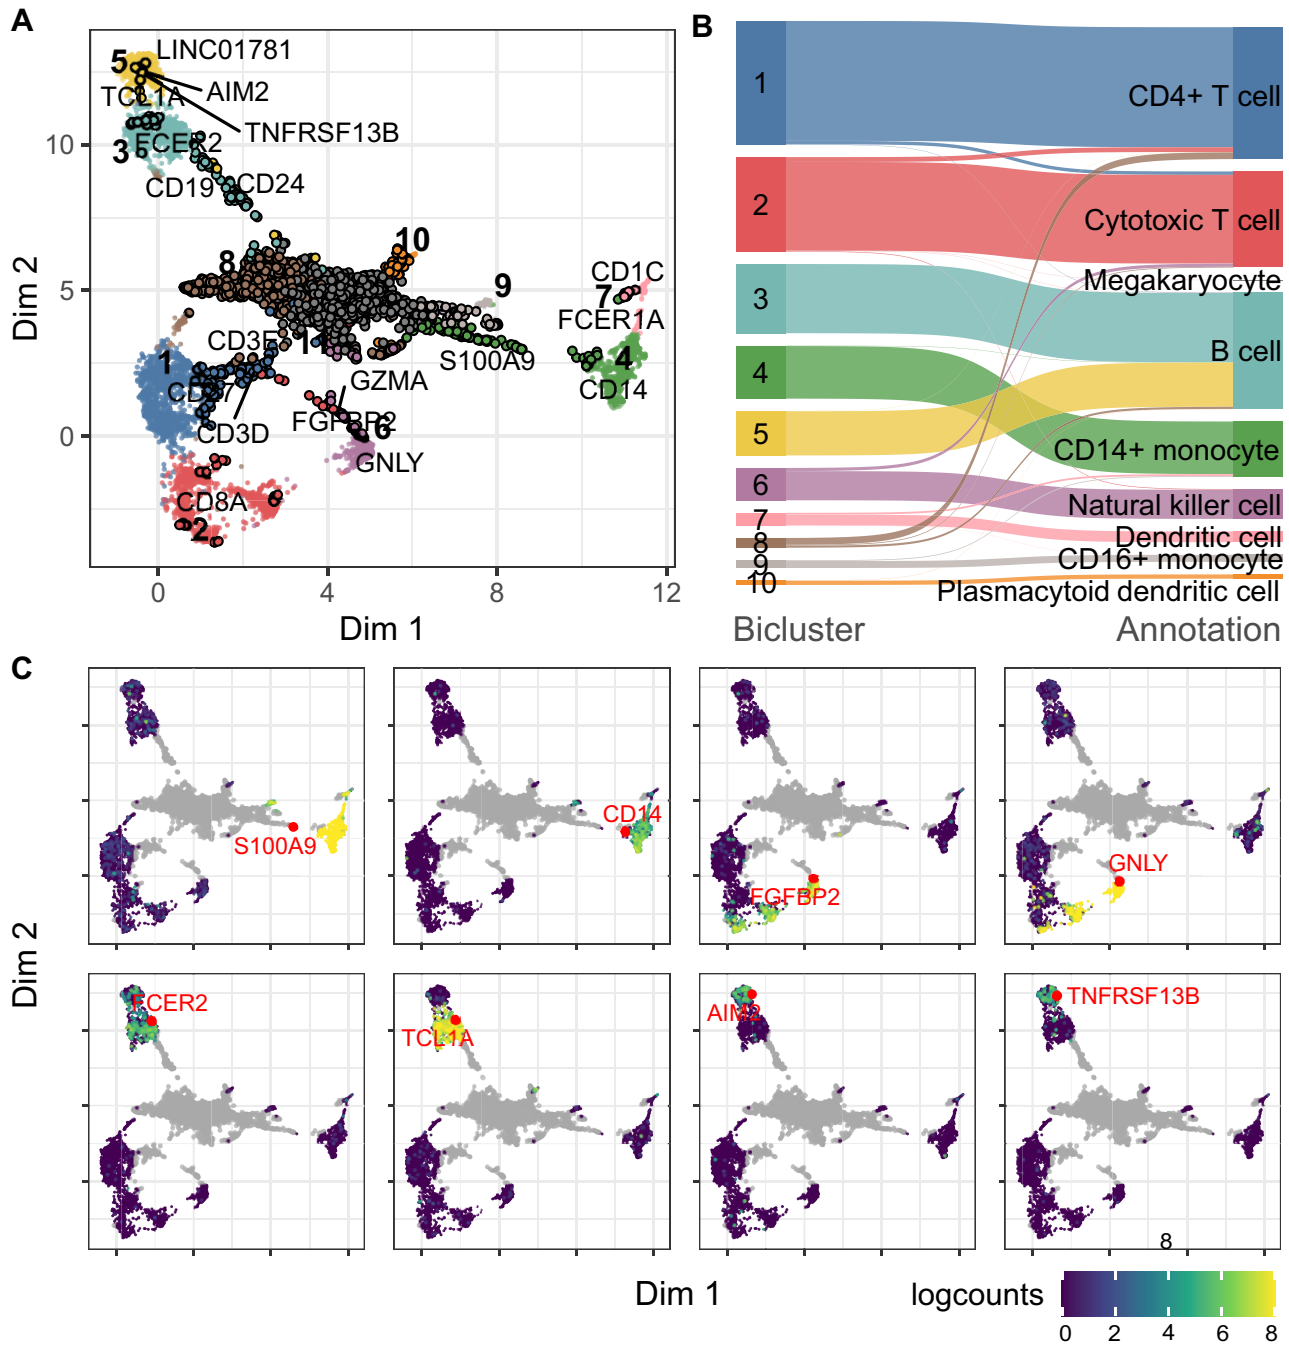 A
B
5
LINC01781
TCL1A
AIM2
TNFRSF13B
3
FCER2
CD19
CD24
8
10
9
CD1C
7
FCER1A
1
CD3E
11
S100A9
4
CD14
CD27
GZMA
CD3D
FGFBP2
6
GNLY
CD8A
2
10
5
0
Dim 2
0
4
8
12
Dim 1
1
2
3
4
5
6
7
8
9
10
CD4+ T cell
Cytotoxic T cell
Megakaryocyte
B cell
CD14+ monocyte
Natural killer cell
Dendritic cell
CD16+ monocyte
Plasmacytoid dendritic cell
Bicluster
Annotation
C
S100A9
CD14
FGFBP2
GNLY
Dim 2
FCER2
TCL1A
AIM2
TNFRSF13B
8
Dim 1
logcounts
0
2
4
6
8